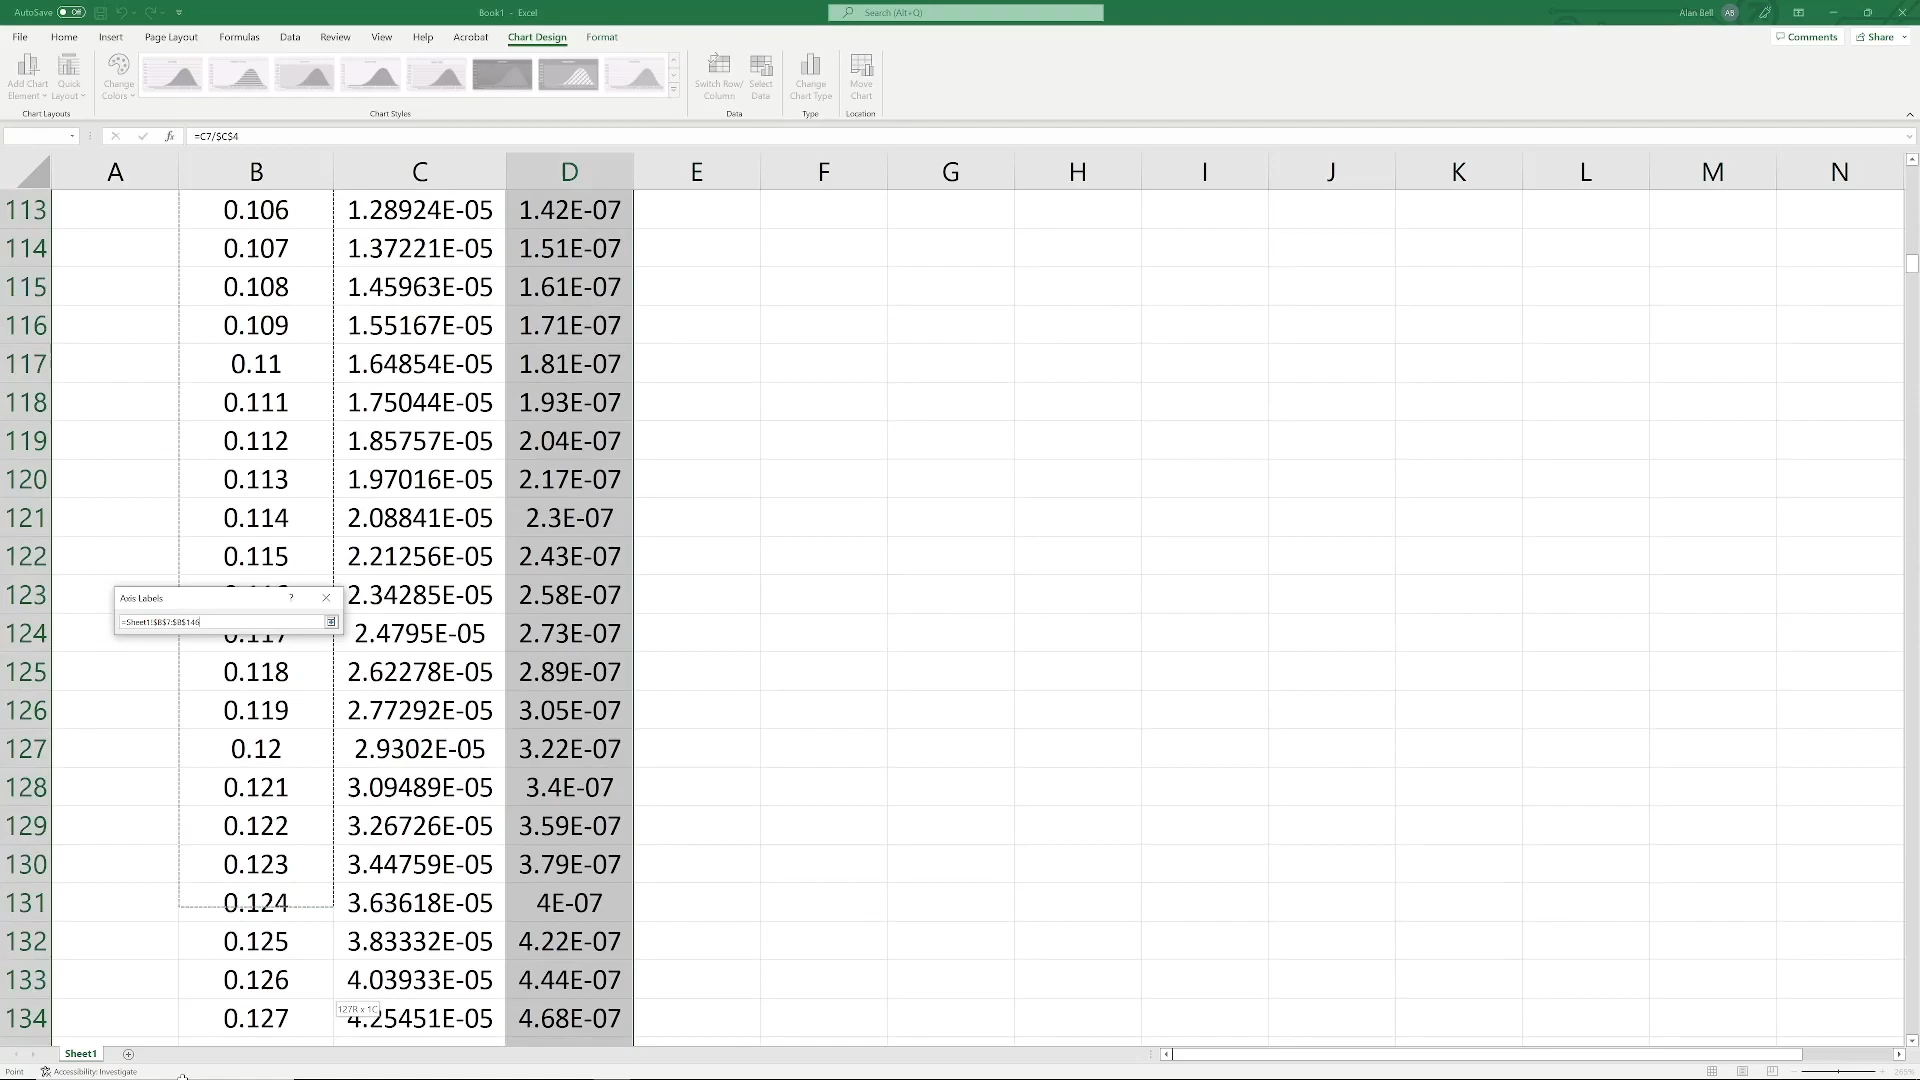 AutoSave Off Book1 - Excel Search (Alt+Q) Alan Bell AB
File Home Insert Page Layout Formulas Data Review View Help Acrobat Chart Design Format Comments Share
Add Chart Element Quick Layout Change Colors Switch Row/ Column Select Data Change Chart Type Move Chart
Chart Layouts Chart Styles Data Type Location
fx =C7/$C$4
A B C D E F G H I J K L M N
113 0.106 1.28924E-05 1.42E-07
114 0.107 1.37221E-05 1.51E-07
115 0.108 1.45963E-05 1.61E-07
116 0.109 1.55167E-05 1.71E-07
117 0.11 1.64854E-05 1.81E-07
118 0.111 1.75044E-05 1.93E-07
119 0.112 1.85757E-05 2.04E-07
120 0.113 1.97016E-05 2.17E-07
121 0.114 2.08841E-05 2.3E-07
122 0.115 2.21256E-05 2.43E-07
123 2.34285E-05 2.58E-07
Axis Labels ?
=Sheet1!$B$7:$B$146
124 0.117 2.4795E-05 2.73E-07
125 0.118 2.62278E-05 2.89E-07
126 0.119 2.77292E-05 3.05E-07
127 0.12 2.9302E-05 3.22E-07
128 0.121 3.09489E-05 3.4E-07
129 0.122 3.26726E-05 3.59E-07
130 0.123 3.44759E-05 3.79E-07
131 0.124 3.63618E-05 4E-07
132 0.125 3.83332E-05 4.22E-07
133 0.126 4.03933E-05 4.44E-07
127R x 1C
134 0.127 4.25451E-05 4.68E-07
Sheet1
Point Accessibility: Investigate 265%